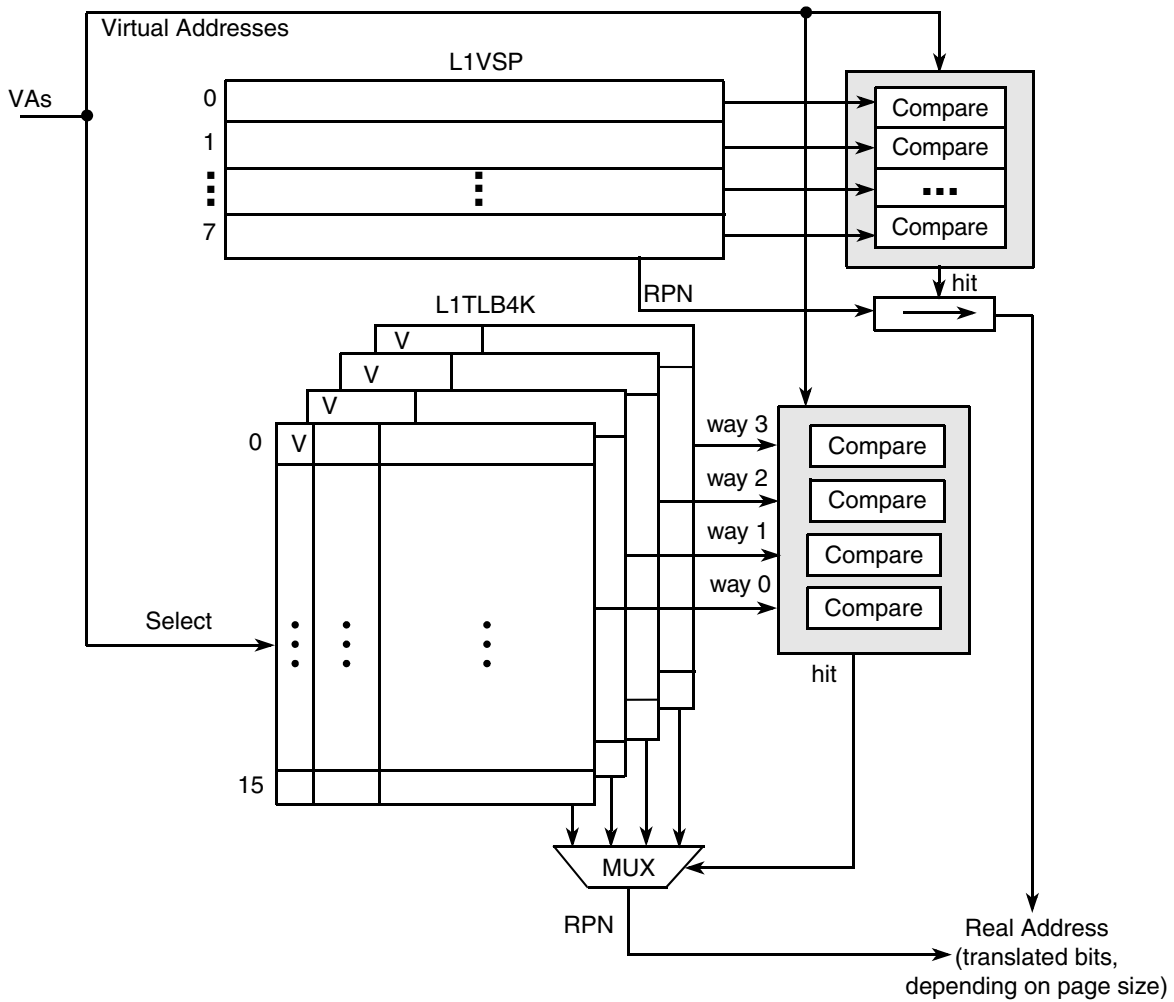 Virtual Addresses
L1VSP
VAs
0
Compare
1
Compare
7
Compare
hit
RPN
L1TLB4K
V
V
V
0
V
way 3
Compare
way 2
Compare
way 1
Compare
way 0
Compare
Select
hit
15
MUX
RPN
Real Address
(translated bits,
depending on page size)